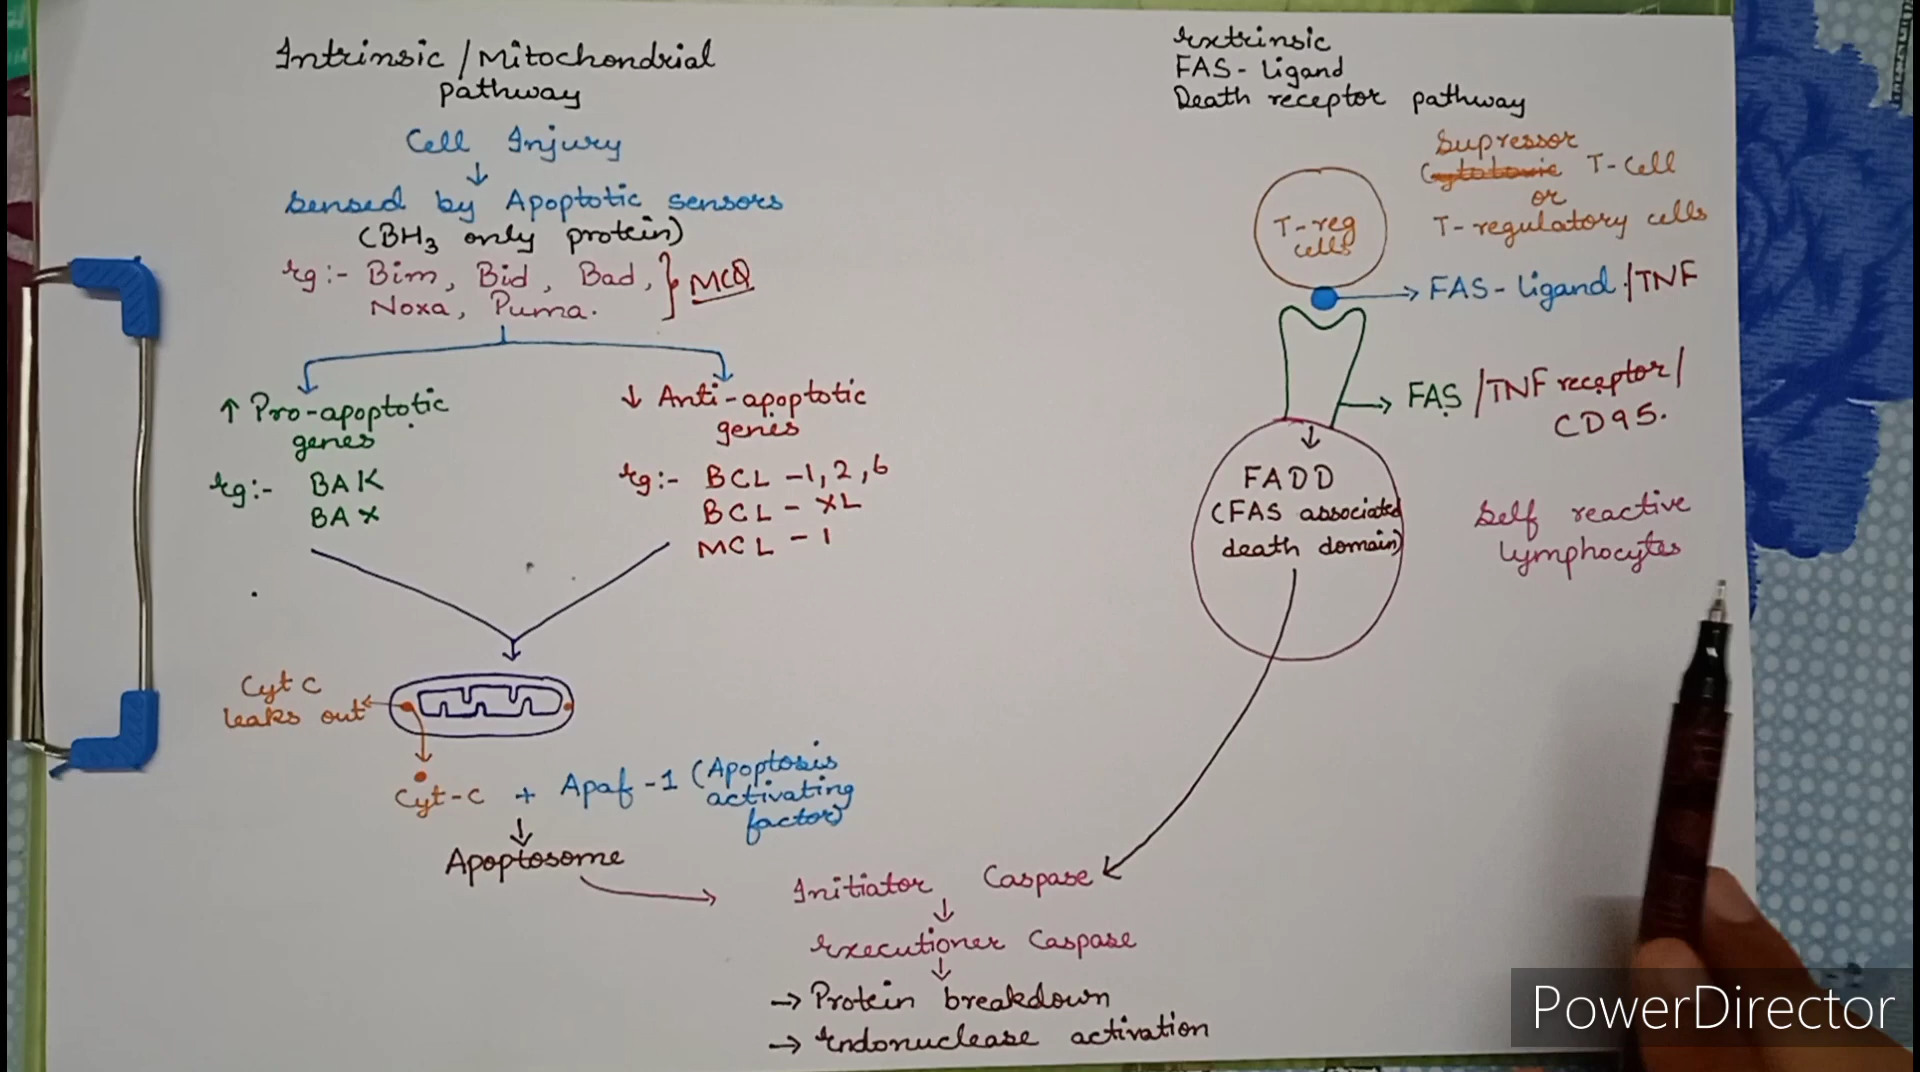 Intrinsic / Mitochondrial
pathway
Cell Injury
Sensed by Apoptotic sensors
(BH3 only protein)
Eg:- Bim, Bid, Bad,
Noxa, Puma.
MCQ
↑ Pro-apoptotic
genes
Eg:- BAK
BAX
↓ Anti-apoptotic
genes
Eg:- BCL -1, 2, 6
BCL - XL
MCL - 1
Cyt C
leaks out
Cyt-C + Apaf -1 (Apoptosis
activating
factor)
Apoptosome
Extrinsic
FAS - Ligand
Death receptor pathway
Supressor
Cytotoxic T-Cell
or
T-regulatory cells
T-reg
cells
FAS - Ligand /TNF
FAS /TNF receptor/
CD95.
FADD
(FAS associated
death domain)
Self reactive
lymphocytes
Initiator Caspase
Executioner Caspase
→ Protein breakdown
→ Endonuclease activation
PowerDirector